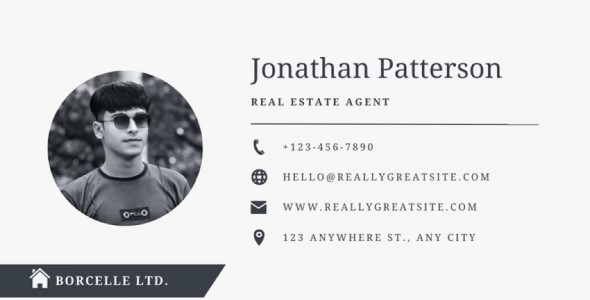 Jonathan Patterson
REAL ESTATE AGENT
+123-456-7890
HELLO@REALLYGREATSITE.COM
WWW.REALLYGREATSITE.COM
123 ANYWHERE ST., ANY CITY
BORCELLE LTD.